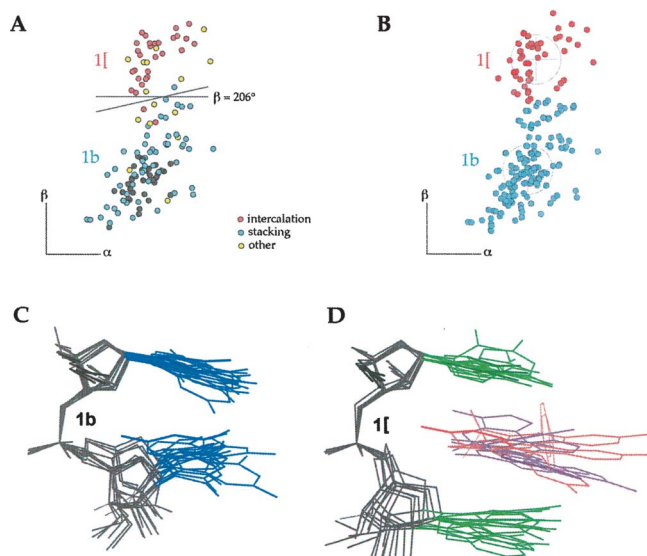 A
1[
β = 206°
1b
β
α
intercalation
stacking
other
B
1[
1b
β
α
C
1b
D
1[